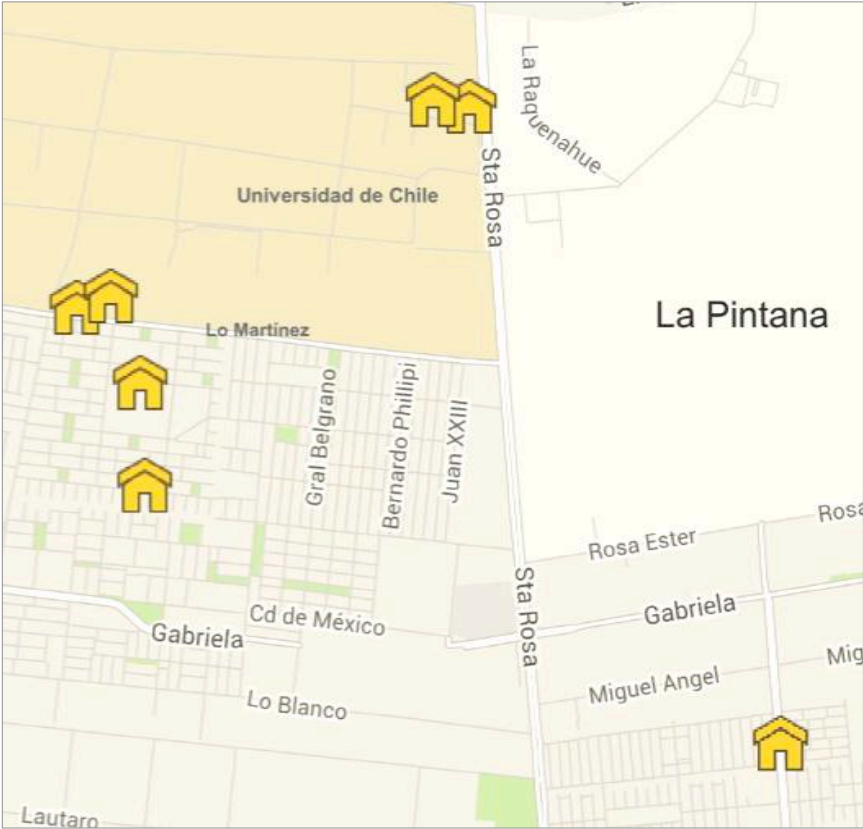 La Raquenahue
Sta Rosa
Universidad de Chile
La Pintana
Lo Martínez
Gral Belgrano
Bernardo Phillipi
Juan XXIII
Rosa
Rosa Ester
Sta Rosa
Gabriela
Cd de México
Gabriela
Mig
Miguel Angel
Lo Blanco
Lautaro